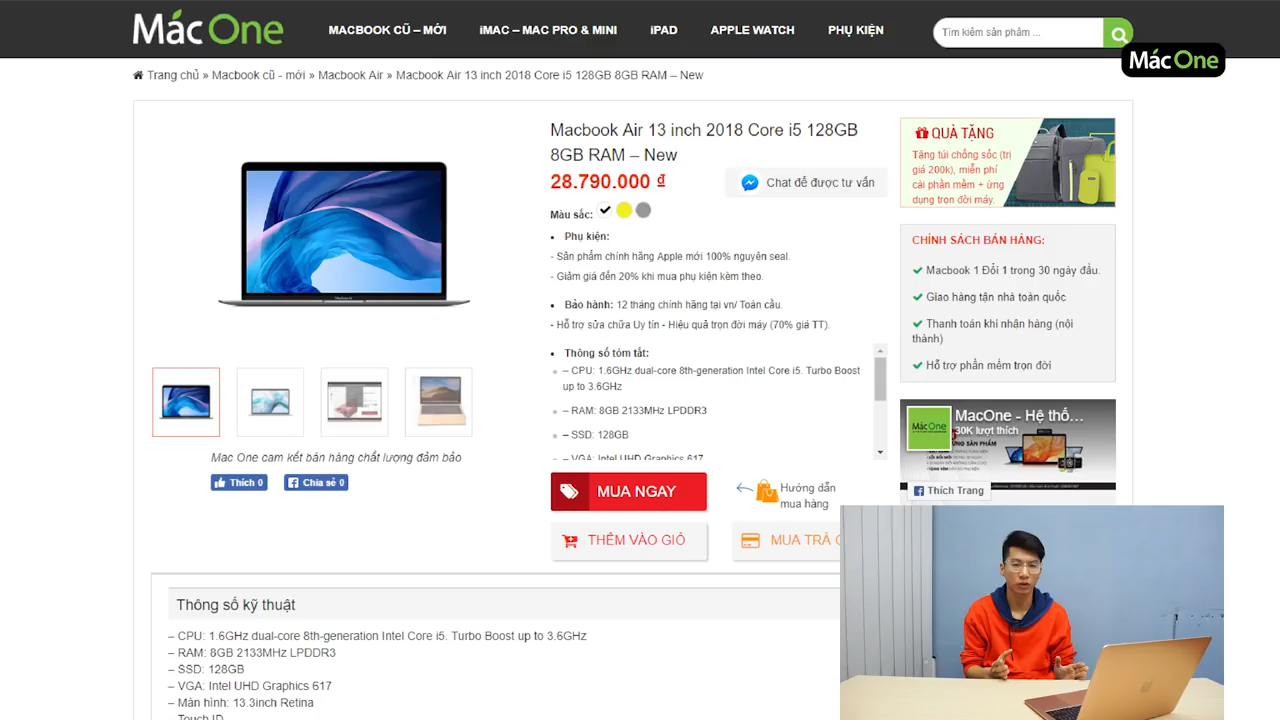 Mác One
MACBOOK CŨ – MỚI
iMAC – MAC PRO & MINI
iPAD
APPLE WATCH
PHỤ KIỆN
Tìm kiếm sản phẩm ...
Mác One
Trang chủ » Macbook cũ - mới » Macbook Air » Macbook Air 13 inch 2018 Core i5 128GB 8GB RAM – New
Macbook Air 13 inch 2018 Core i5 128GB
8GB RAM – New
28.790.000 ₫
Chat để được tư vấn
Màu sắc:
Phụ kiện:
- Sản phẩm chính hãng Apple mới 100% nguyên seal.
- Giảm giá đến 20% khi mua phụ kiện kèm theo.
Bảo hành: 12 tháng chính hãng tại vn/ Toàn cầu.
- Hỗ trợ sửa chữa Uy tín - Hiệu quả trọn đời máy (70% giá TT).
Thông số tóm tắt:
– CPU: 1.6GHz dual-core 8th-generation Intel Core i5. Turbo Boost
up to 3.6GHz
– RAM: 8GB 2133MHz LPDDR3
– SSD: 128GB
– VGA: Intel UHD Graphics 617
Mac One cam kết bán hàng chất lượng đảm bảo
Thích 0
Chia sẻ 0
MUA NGAY
Hướng dẫn
mua hàng
THÊM VÀO GIỎ
MUA TRẢ
QUÀ TẶNG
Tặng túi chống sốc (trị
giá 200k), miễn phí
cài phần mềm + ứng
dụng trọn đời máy.
CHÍNH SÁCH BÁN HÀNG:
Macbook 1 Đổi 1 trong 30 ngày đầu.
Giao hàng tận nhà toàn quốc
Thanh toán khi nhận hàng (nội
thành)
Hỗ trợ phần mềm trọn đời
MácOne
MacOne - Hệ thố...
30K lượt thích
Thích Trang
Thông số kỹ thuật
– CPU: 1.6GHz dual-core 8th-generation Intel Core i5. Turbo Boost up to 3.6GHz
– RAM: 8GB 2133MHz LPDDR3
– SSD: 128GB
– VGA: Intel UHD Graphics 617
– Màn hình: 13.3inch Retina
– Touch ID